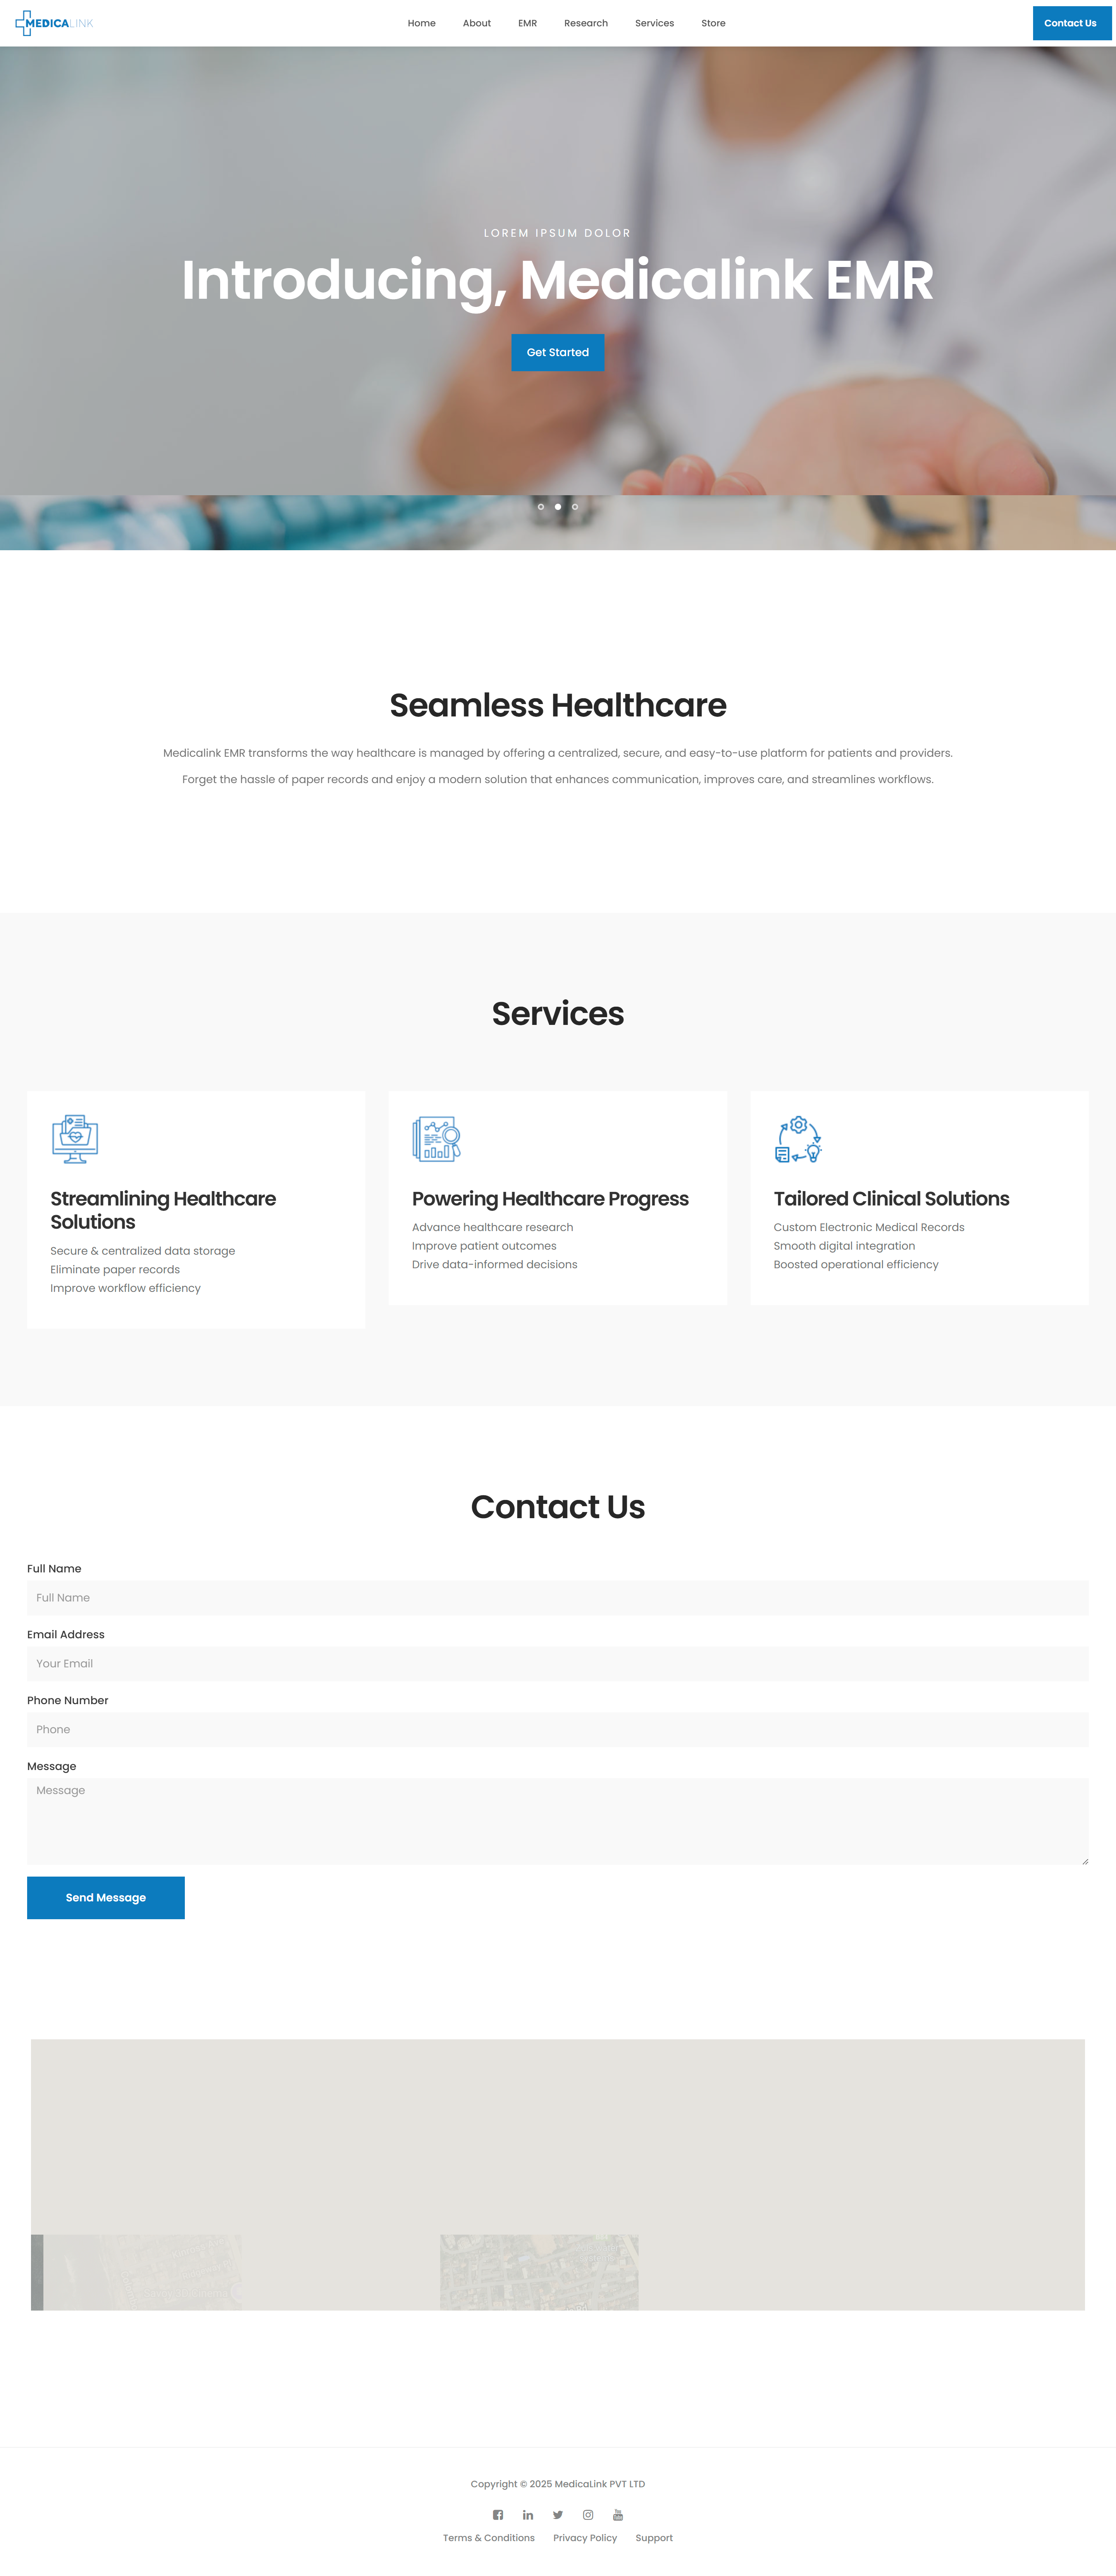 MEDICALINK
Home
About
EMR
Research
Services
Store
Contact Us
LOREM IPSUM DOLOR
Introducing, Medicalink EMR
Get Started
Seamless Healthcare
Medicalink EMR transforms the way healthcare is managed by offering a centralized, secure, and easy-to-use platform for patients and providers.
Forget the hassle of paper records and enjoy a modern solution that enhances communication, improves care, and streamlines workflows.
Services
Streamlining Healthcare
Solutions
Secure & centralized data storage
Eliminate paper records
Improve workflow efficiency
Powering Healthcare Progress
Advance healthcare research
Improve patient outcomes
Drive data-informed decisions
Tailored Clinical Solutions
Custom Electronic Medical Records
Smooth digital integration
Boosted operational efficiency
Contact Us
Full Name
Full Name
Email Address
Your Email
Phone Number
Phone
Message
Message
Send Message
Copyright © 2025 MedicaLink PVT LTD
Terms & Conditions
Privacy Policy
Support